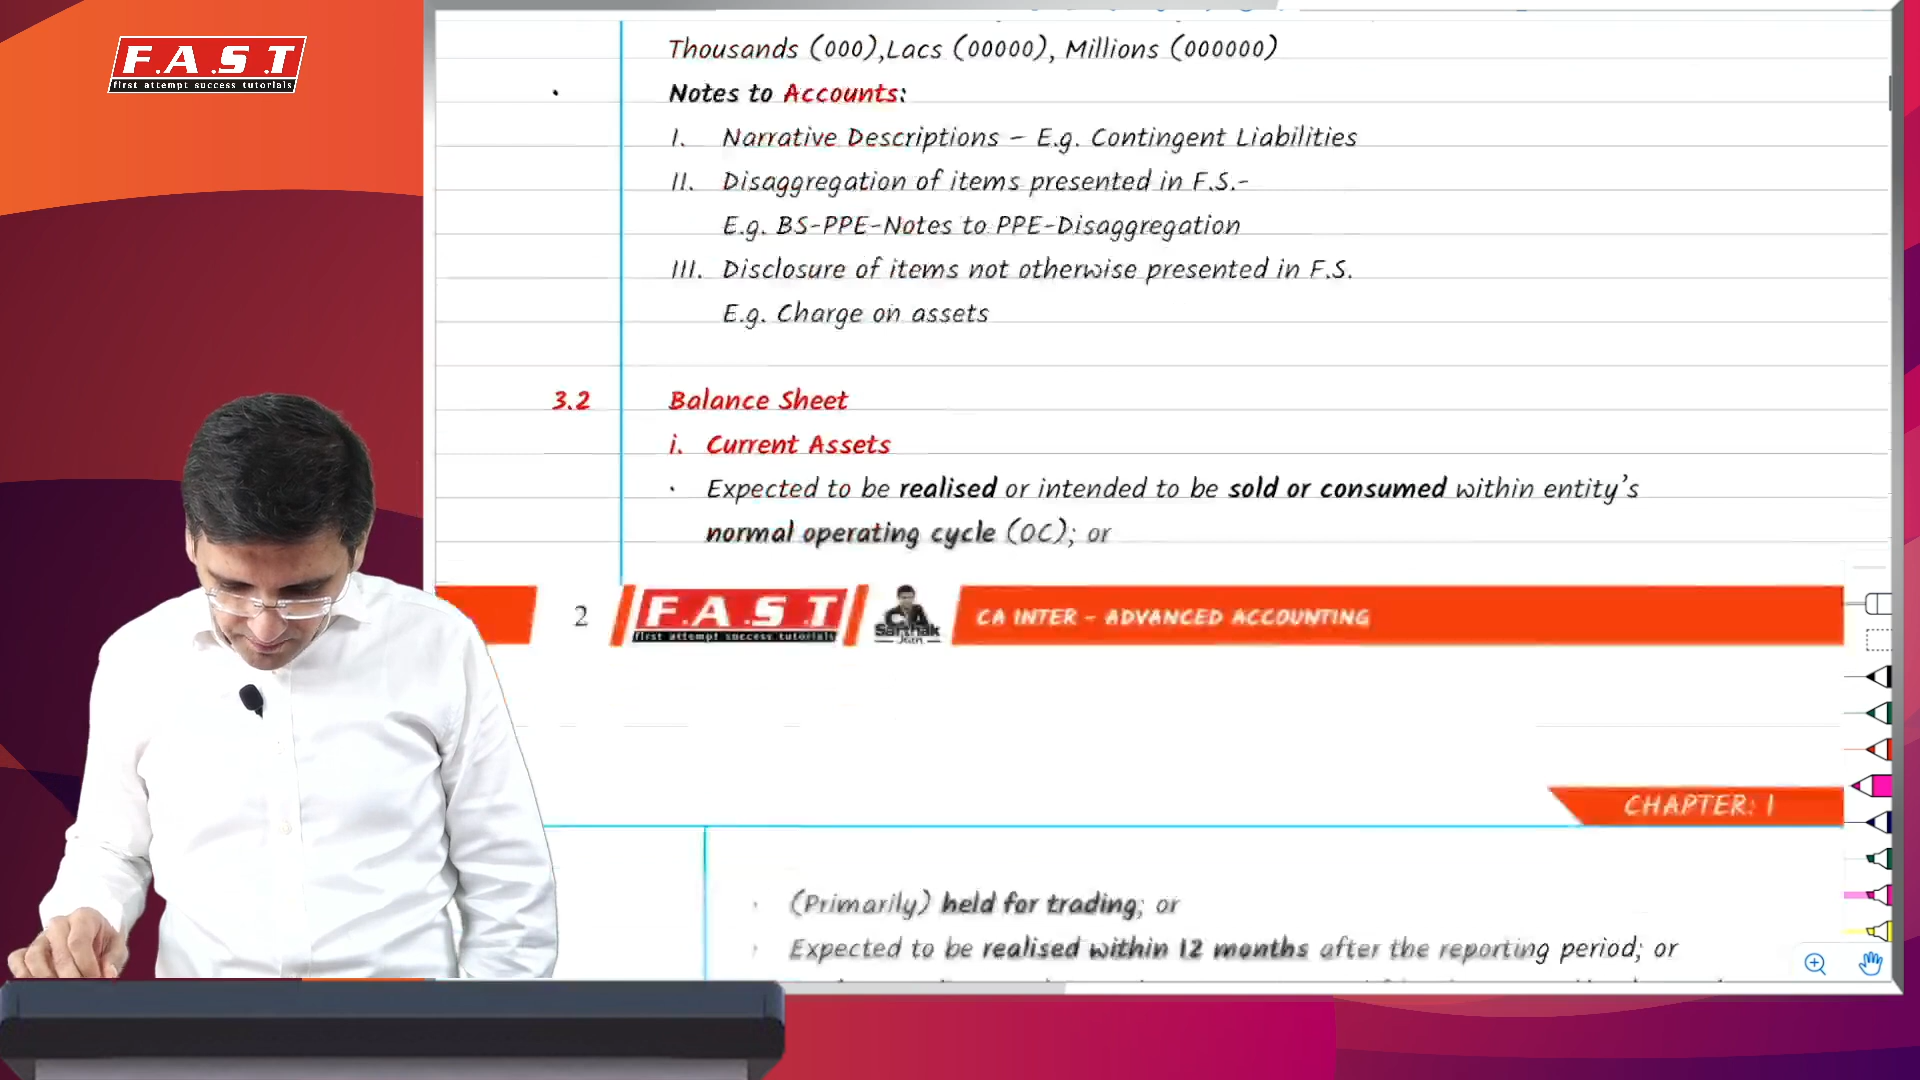 F.A.S.T
first attempt success tutorials
Thousands (000),Lacs (00000), Millions (000000)
· Notes to Accounts:
I. Narrative Descriptions – E.g. Contingent Liabilities
II. Disaggregation of items presented in F.S.-
E.g. BS-PPE-Notes to PPE-Disaggregation
III. Disclosure of items not otherwise presented in F.S.
E.g. Charge on assets
3.2 Balance Sheet
i. Current Assets
· Expected to be realised or intended to be sold or consumed within entity's
normal operating cycle (OC); or
2
F.A.S.T
first attempt success tutorials
CA
Sarthak
Jain
CA INTER - ADVANCED ACCOUNTING
CHAPTER: 1
· (Primarily) held for trading; or
· Expected to be realised within 12 months after the reporting period; or